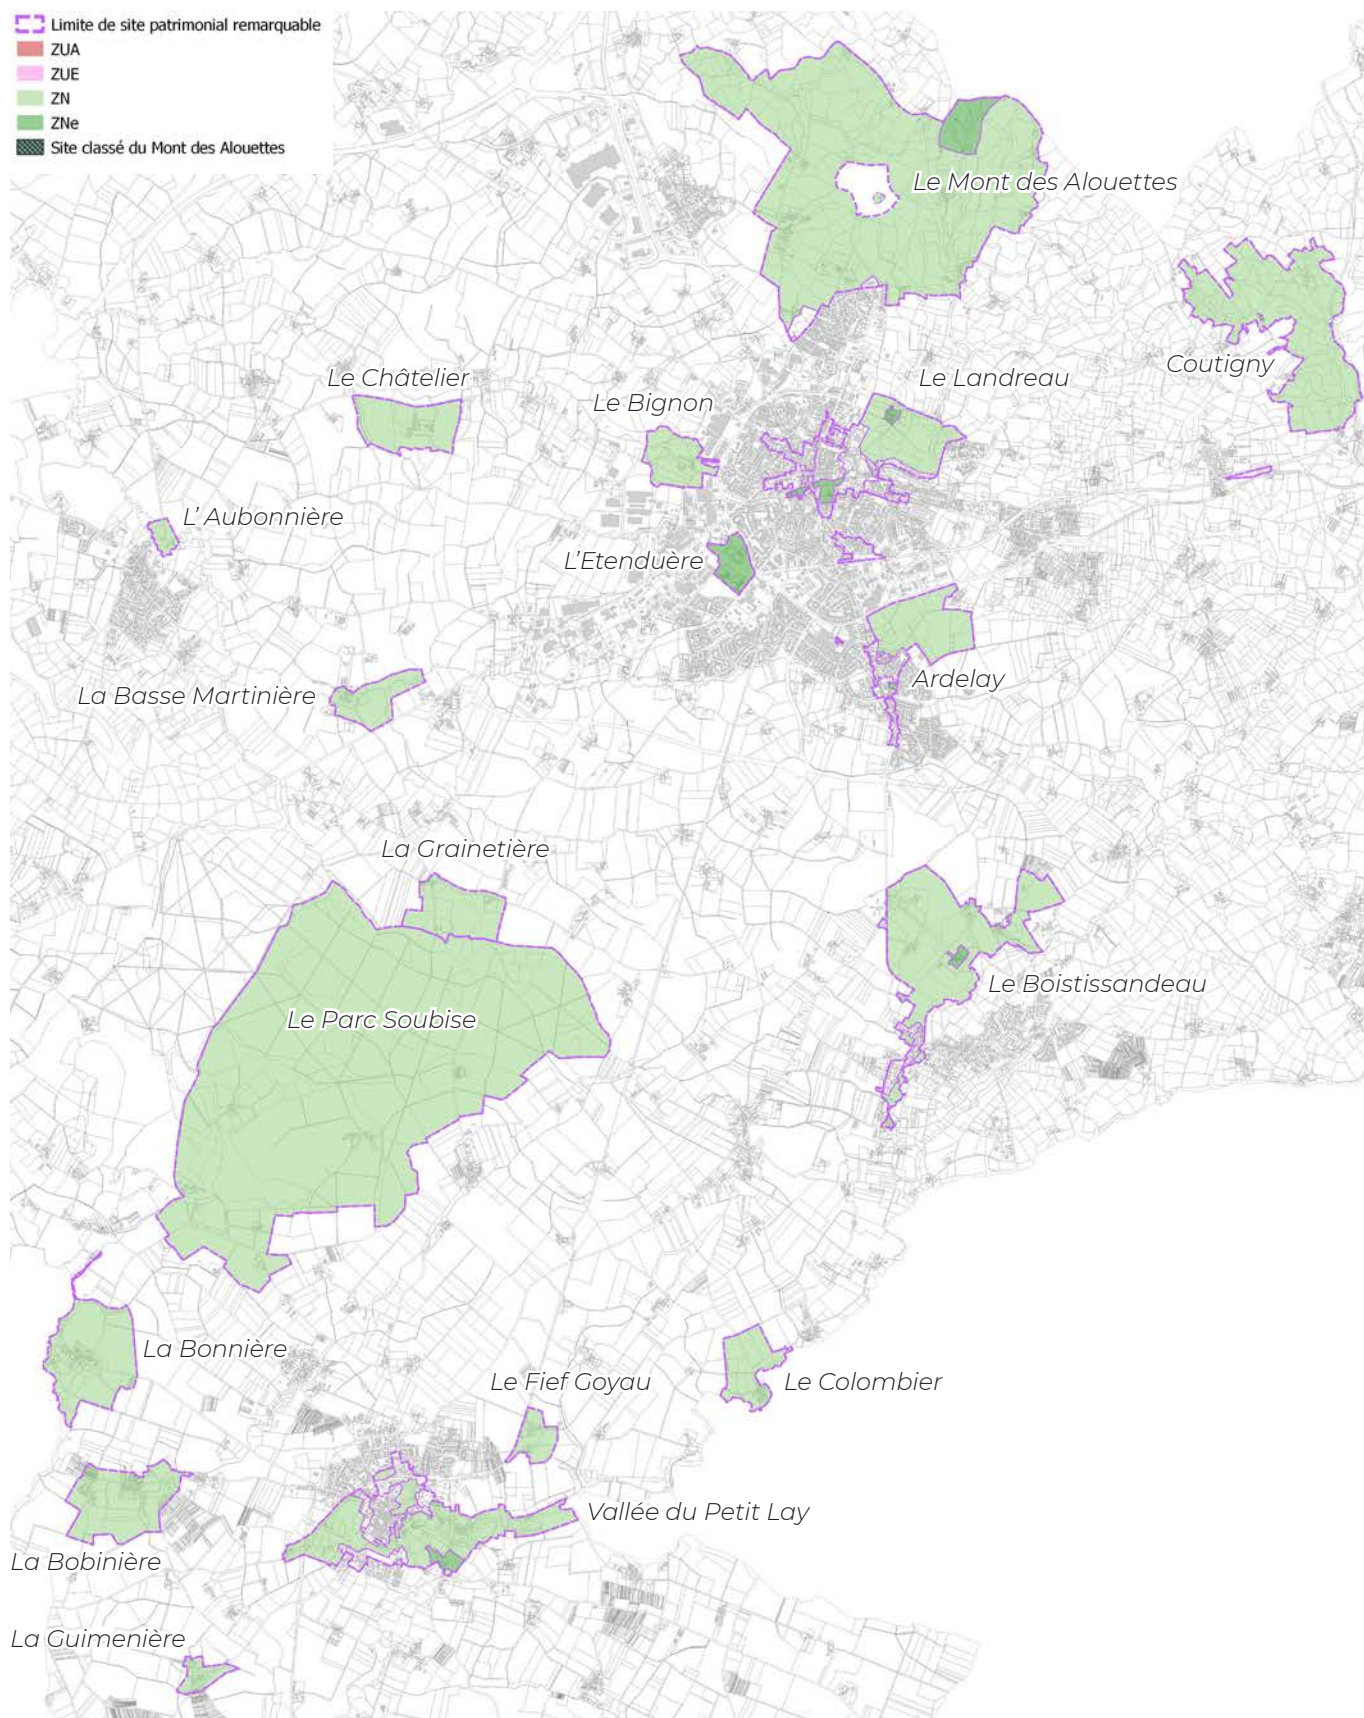 Limite de site patrimonial remarquable
ZUA
ZUE
ZN
ZNe
Site classé du Mont des Alouettes
Le Mont des Alouettes
Coutigny
Le Châtelier
Le Landreau
Le Bignon
L' Aubonnière
L'Etenduère
Ardelay
La Basse Martinière
La Grainetière
Le Boistissandeau
Le Parc Soubise
La Bonnière
Le Fief Goyau
Le Colombier
Vallée du Petit Lay
La Bobinière
La Guimenière